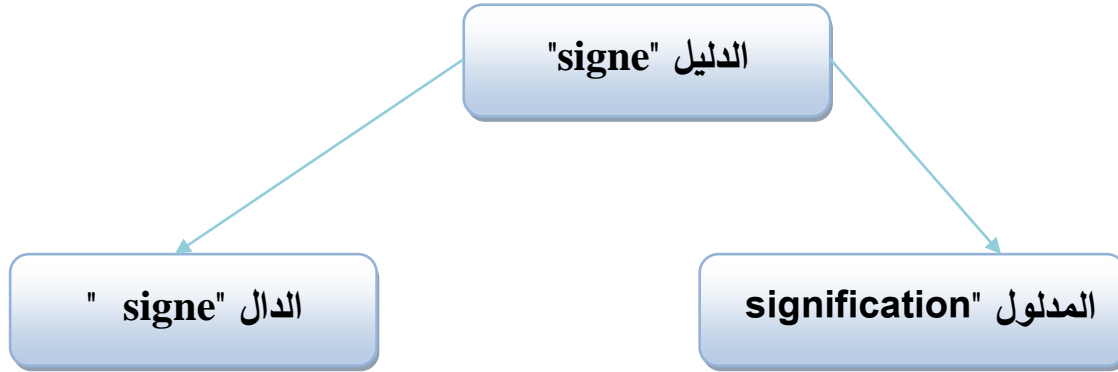 الدليل "signe"
المدلول "signification
الدال "signe "